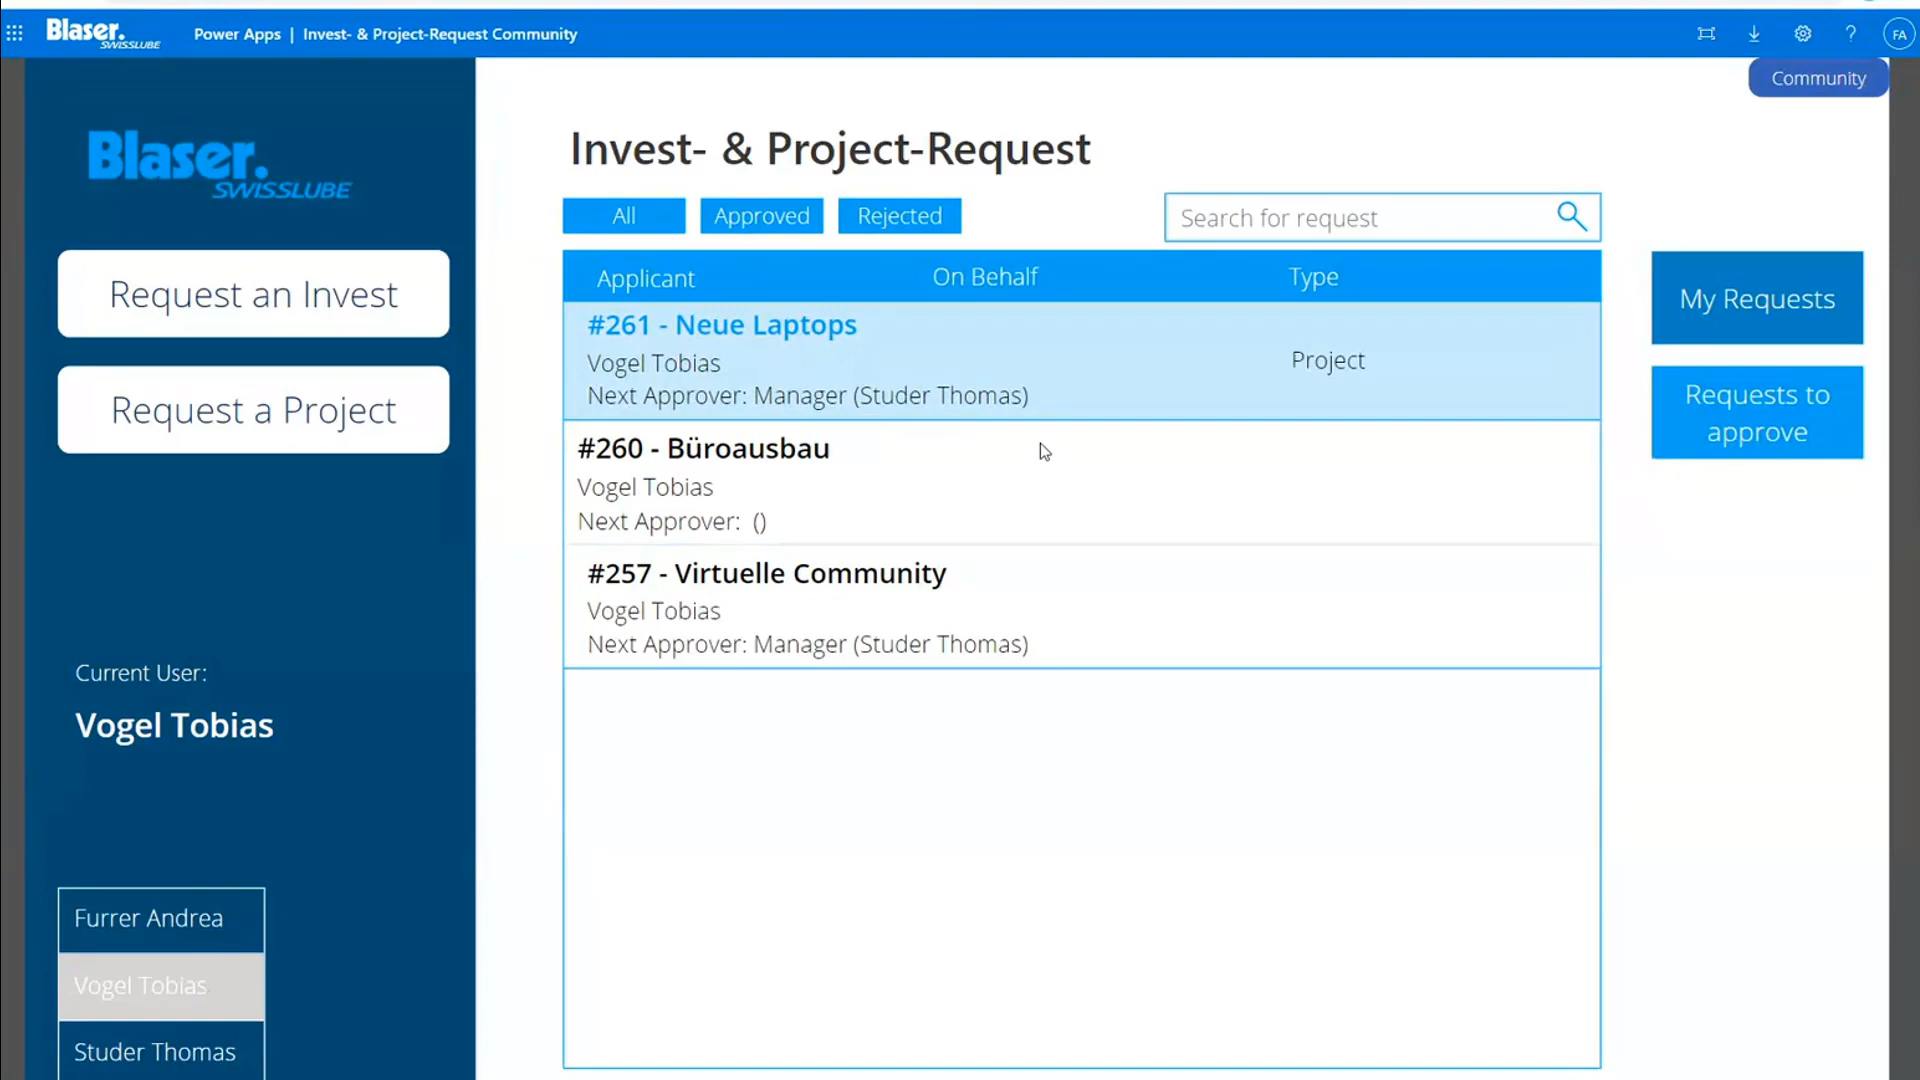 Blaser.
SWISSLUBE
Power Apps | Invest- & Project-Request Community
?
FA
Community
Blaser.
SWISSLUBE
Request an Invest
Request a Project
Current User:
Vogel Tobias
Furrer Andrea
Vogel Tobias
Studer Thomas
Invest- & Project-Request
All
Approved
Rejected
Search for request
Applicant
On Behalf
Type
#261 - Neue Laptops
Vogel Tobias
Project
Next Approver: Manager (Studer Thomas)
#260 - Büroausbau
Vogel Tobias
Next Approver: ()
#257 - Virtuelle Community
Vogel Tobias
Next Approver: Manager (Studer Thomas)
My Requests
Requests to
approve